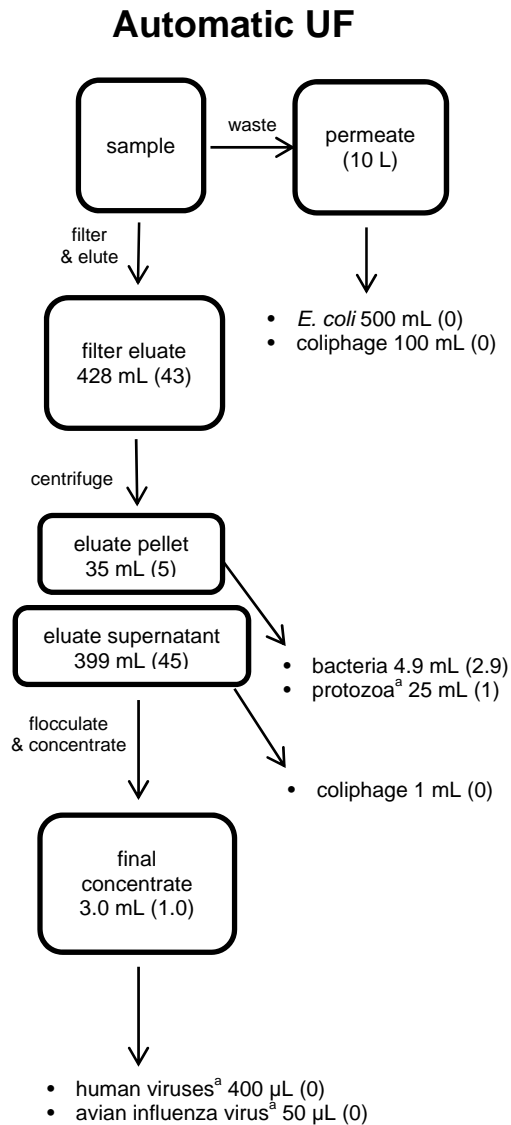 Automatic UF
sample
waste
permeate
(10 L)
filter
& elute
• E. coli 500 mL (0)
• coliphage 100 mL (0)
filter eluate
428 mL (43)
centrifuge
eluate pellet
35 mL (5)
eluate supernatant
399 mL (45)
• bacteria 4.9 mL (2.9)
• protozoaᵃ 25 mL (1)
flocculate
& concentrate
• coliphage 1 mL (0)
final
concentrate
3.0 mL (1.0)
• human virusesᵃ 400 µL (0)
• avian influenza virusᵃ 50 µL (0)